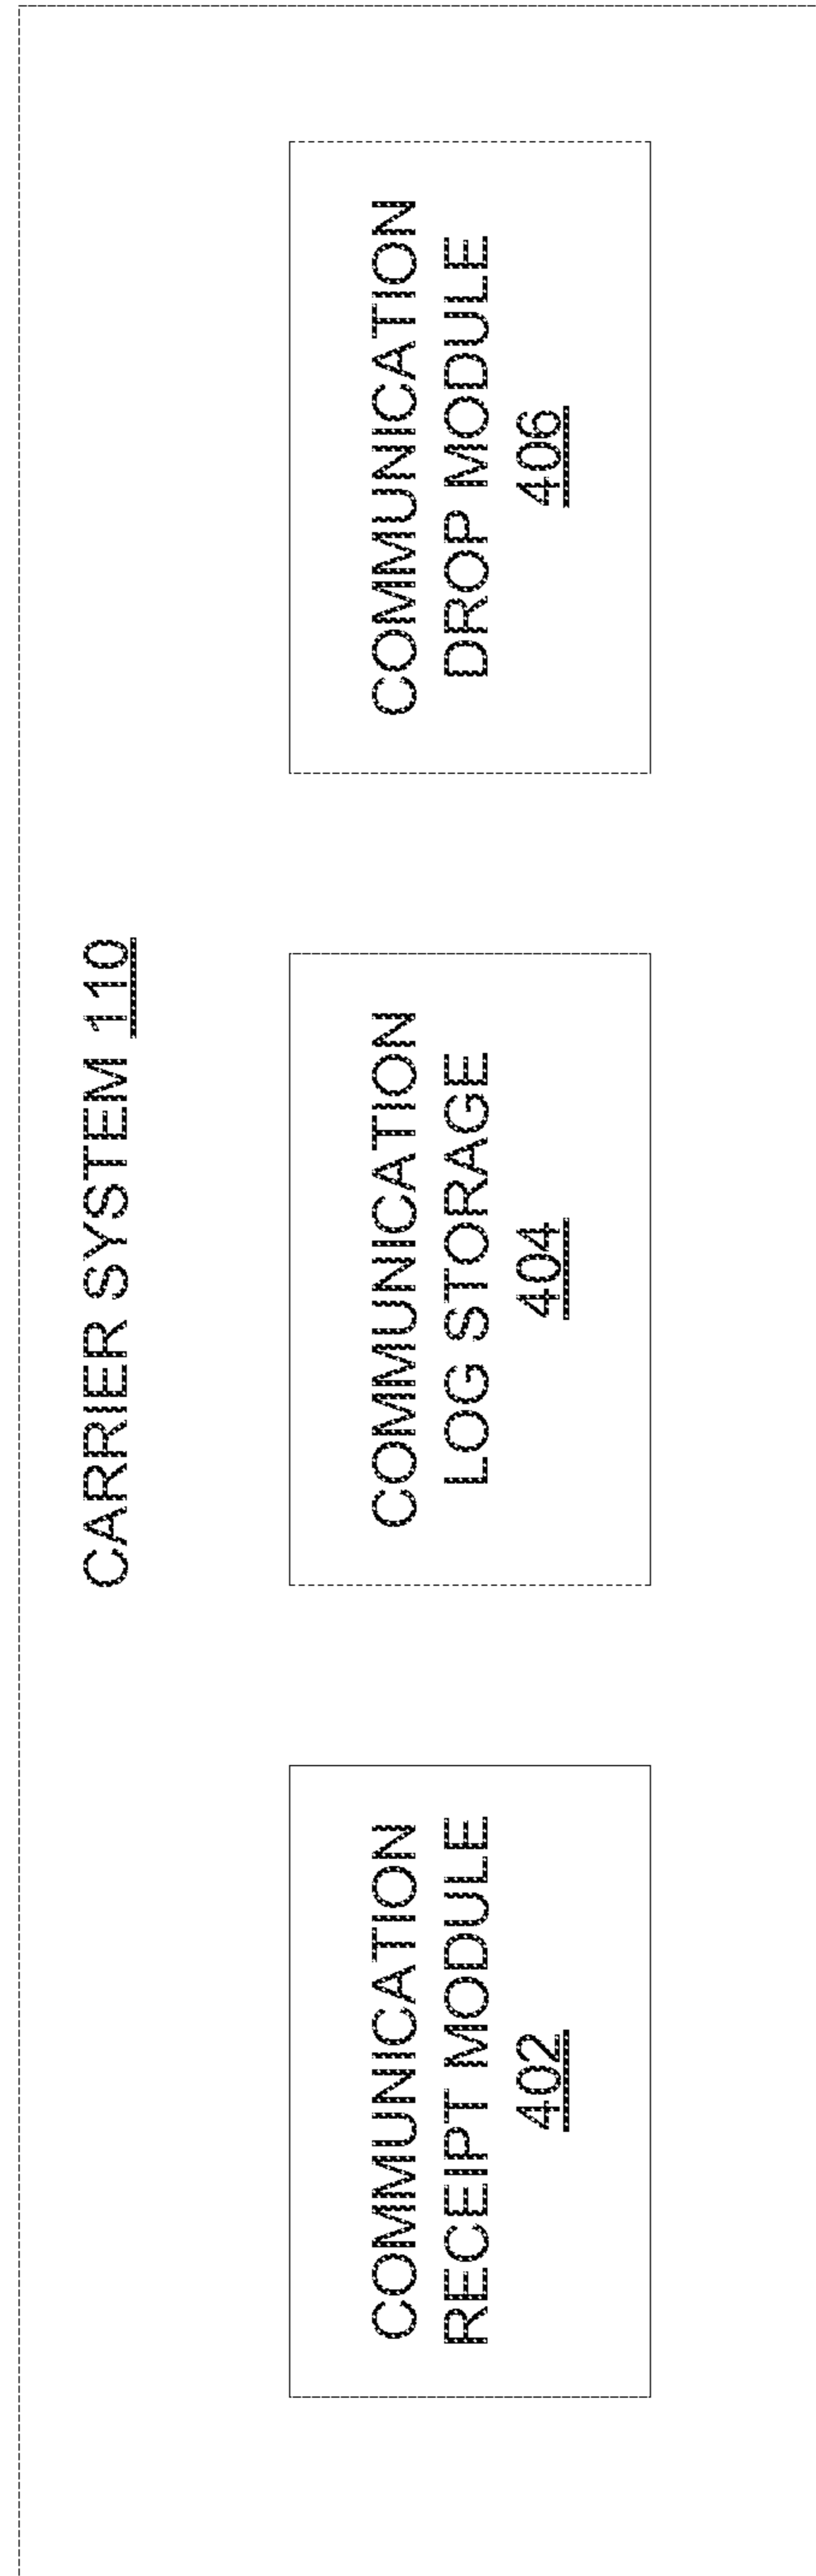 CARRIER SYSTEM 110
COMMUNICATION
RECEIPT MODULE
402
COMMUNICATION
LOG STORAGE
404
COMMUNICATION
DROP MODULE
406